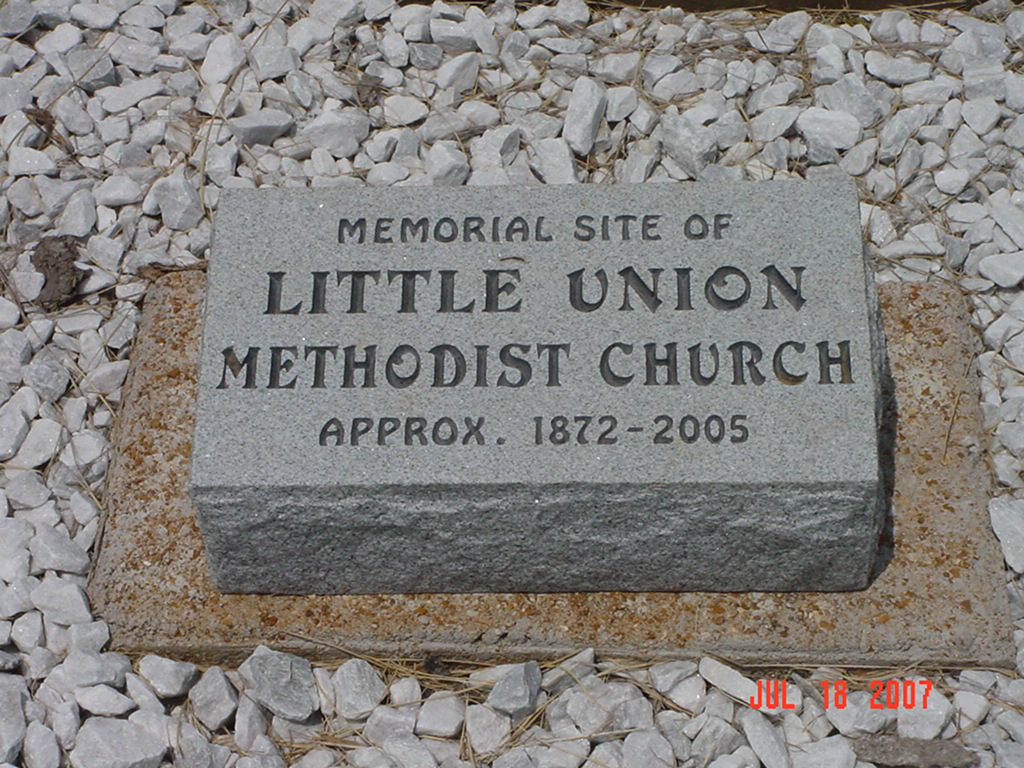 MEMORIAL SITE OF
LITTLE UNION
METHODIST CHURCH
APPROX. 1872-2005
JUL 18 2007